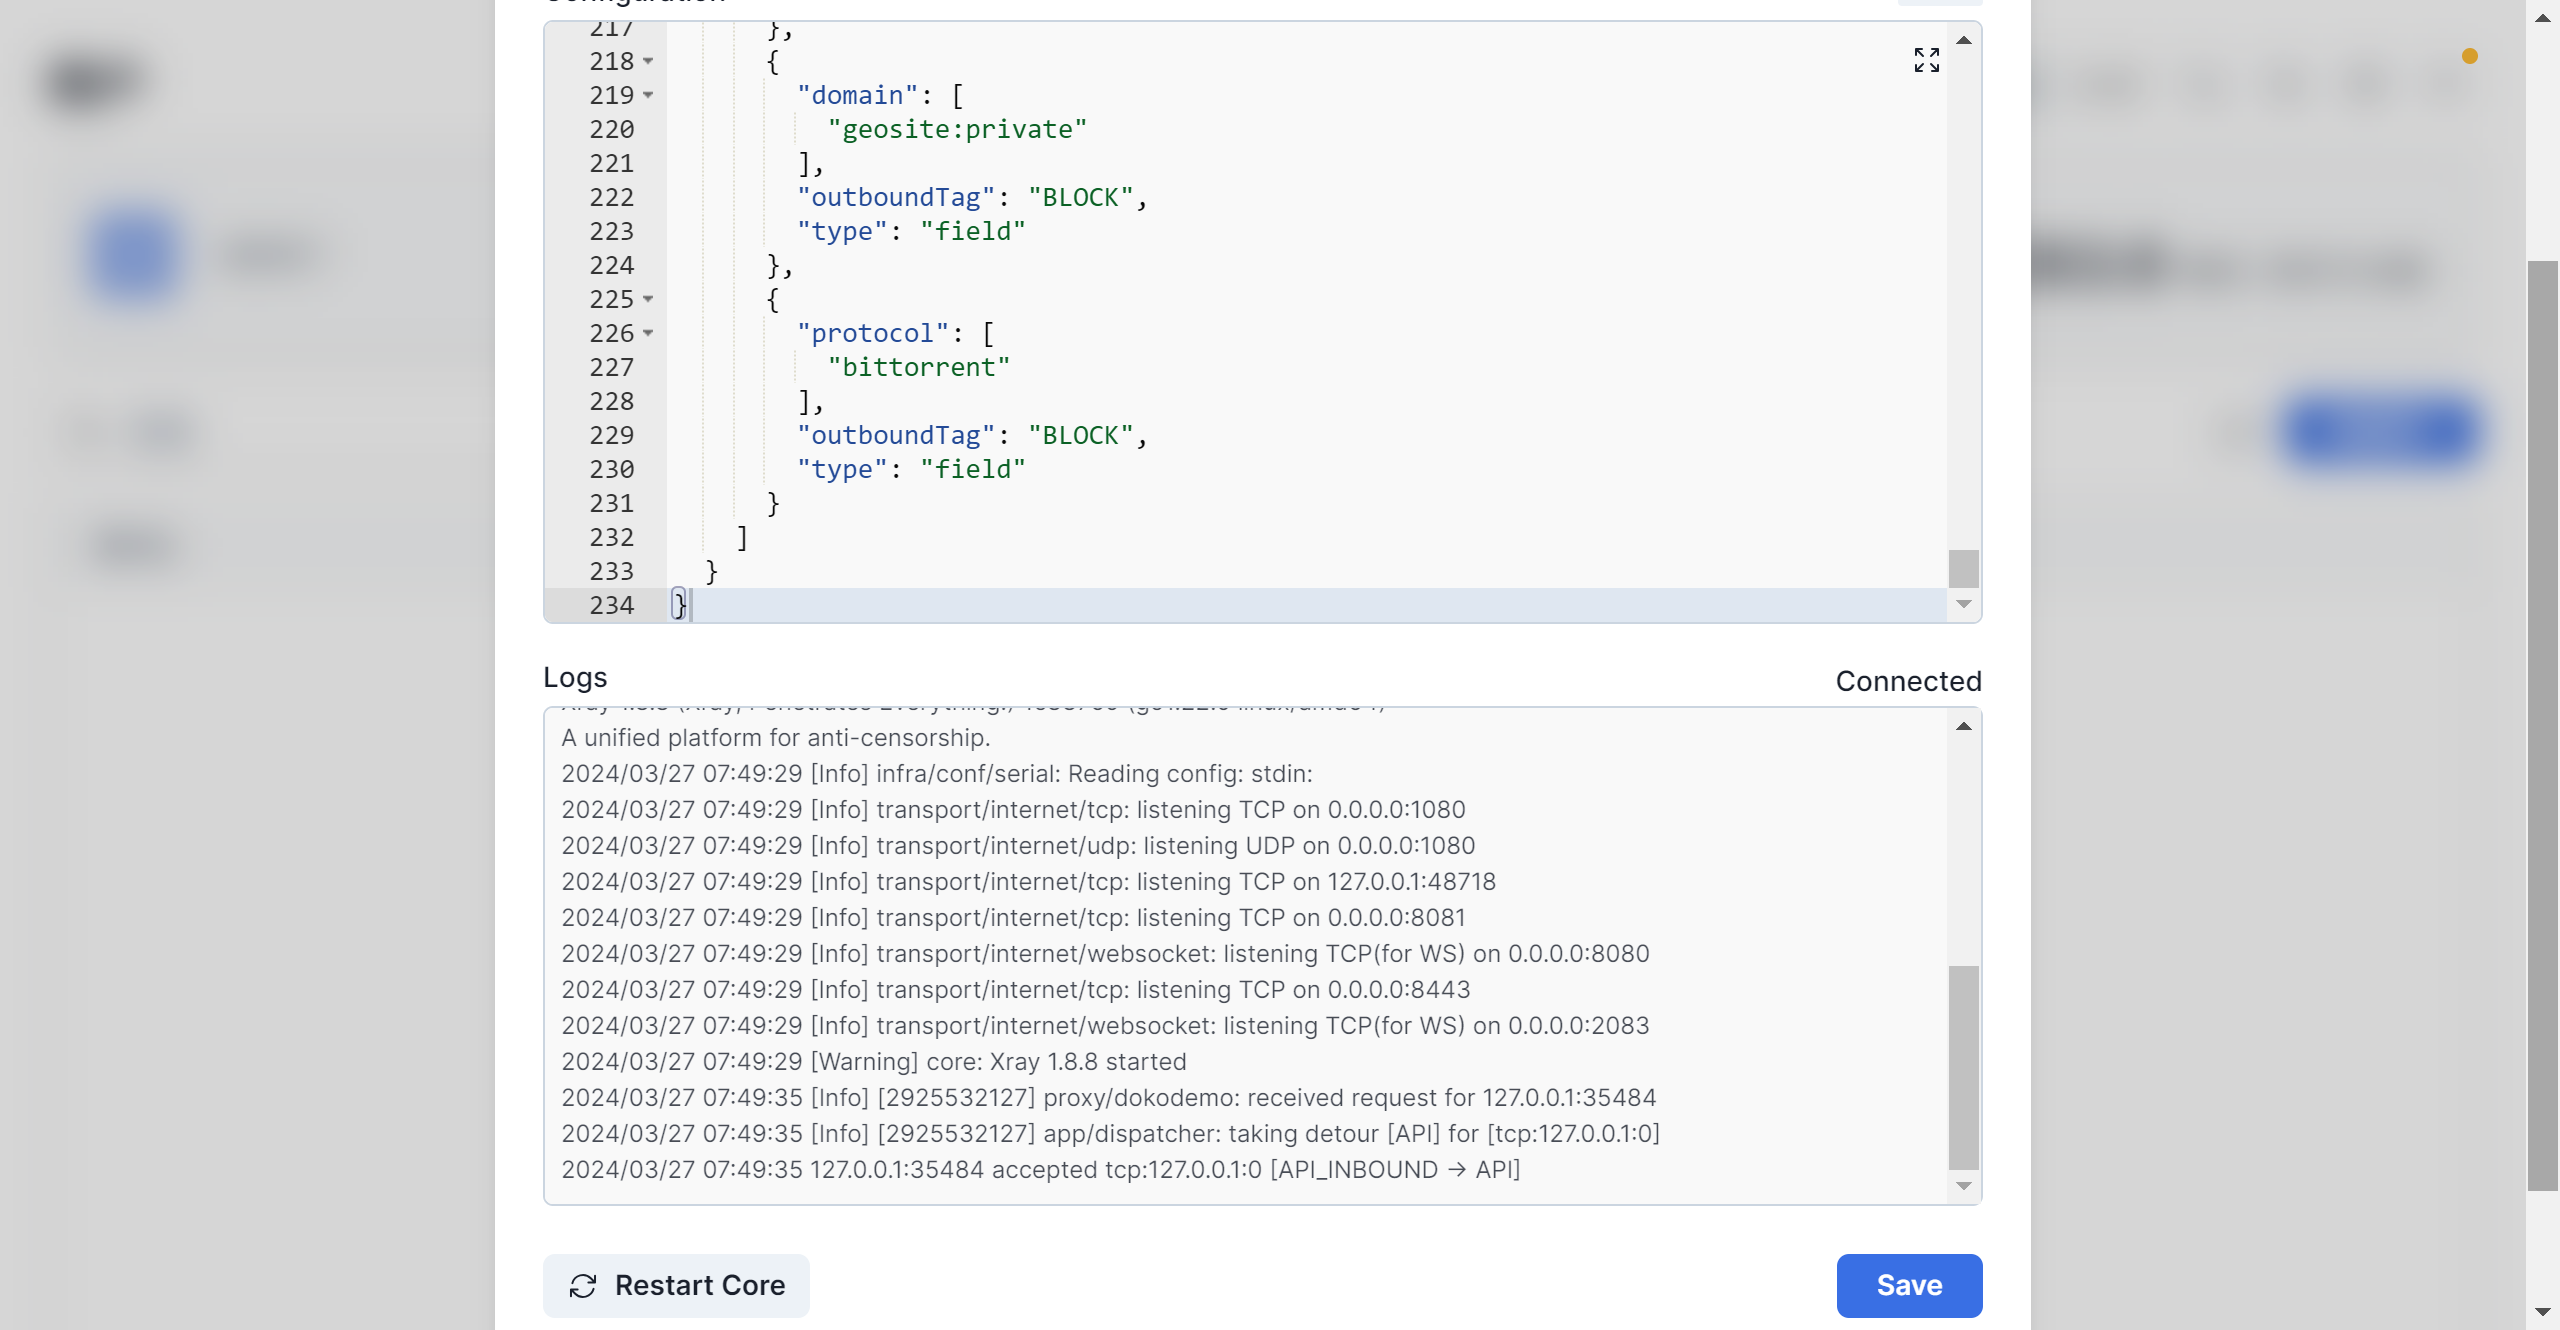 Configuration
217 },
218 {
219 "domain": [
220 "geosite:private"
221 ],
222 "outboundTag": "BLOCK",
223 "type": "field"
224 },
225 {
226 "protocol": [
227 "bittorrent"
228 ],
229 "outboundTag": "BLOCK",
230 "type": "field"
231 }
232 ]
233 }
234 }
Logs
Connected
A unified platform for anti-censorship.
2024/03/27 07:49:29 [Info] infra/conf/serial: Reading config: stdin:
2024/03/27 07:49:29 [Info] transport/internet/tcp: listening TCP on 0.0.0.0:1080
2024/03/27 07:49:29 [Info] transport/internet/udp: listening UDP on 0.0.0.0:1080
2024/03/27 07:49:29 [Info] transport/internet/tcp: listening TCP on 127.0.0.1:48718
2024/03/27 07:49:29 [Info] transport/internet/tcp: listening TCP on 0.0.0.0:8081
2024/03/27 07:49:29 [Info] transport/internet/websocket: listening TCP(for WS) on 0.0.0.0:8080
2024/03/27 07:49:29 [Info] transport/internet/tcp: listening TCP on 0.0.0.0:8443
2024/03/27 07:49:29 [Info] transport/internet/websocket: listening TCP(for WS) on 0.0.0.0:2083
2024/03/27 07:49:29 [Warning] core: Xray 1.8.8 started
2024/03/27 07:49:35 [Info] [2925532127] proxy/dokodemo: received request for 127.0.0.1:35484
2024/03/27 07:49:35 [Info] [2925532127] app/dispatcher: taking detour [API] for [tcp:127.0.0.1:0]
2024/03/27 07:49:35 127.0.0.1:35484 accepted tcp:127.0.0.1:0 [API_INBOUND → API]
Restart Core
Save